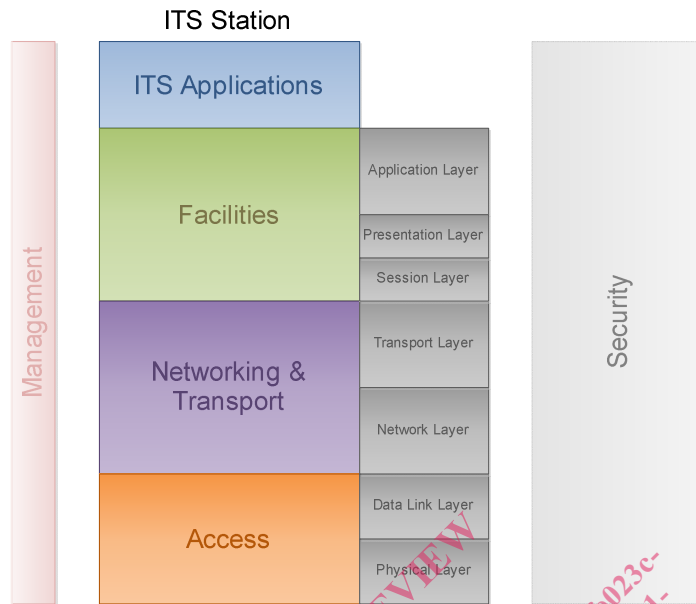 ITS Station
Management
ITS Applications
Facilities
Application Layer
Presentation Layer
Session Layer
Networking &
Transport
Transport Layer
Network Layer
Access
Data Link Layer
Physical Layer
Security